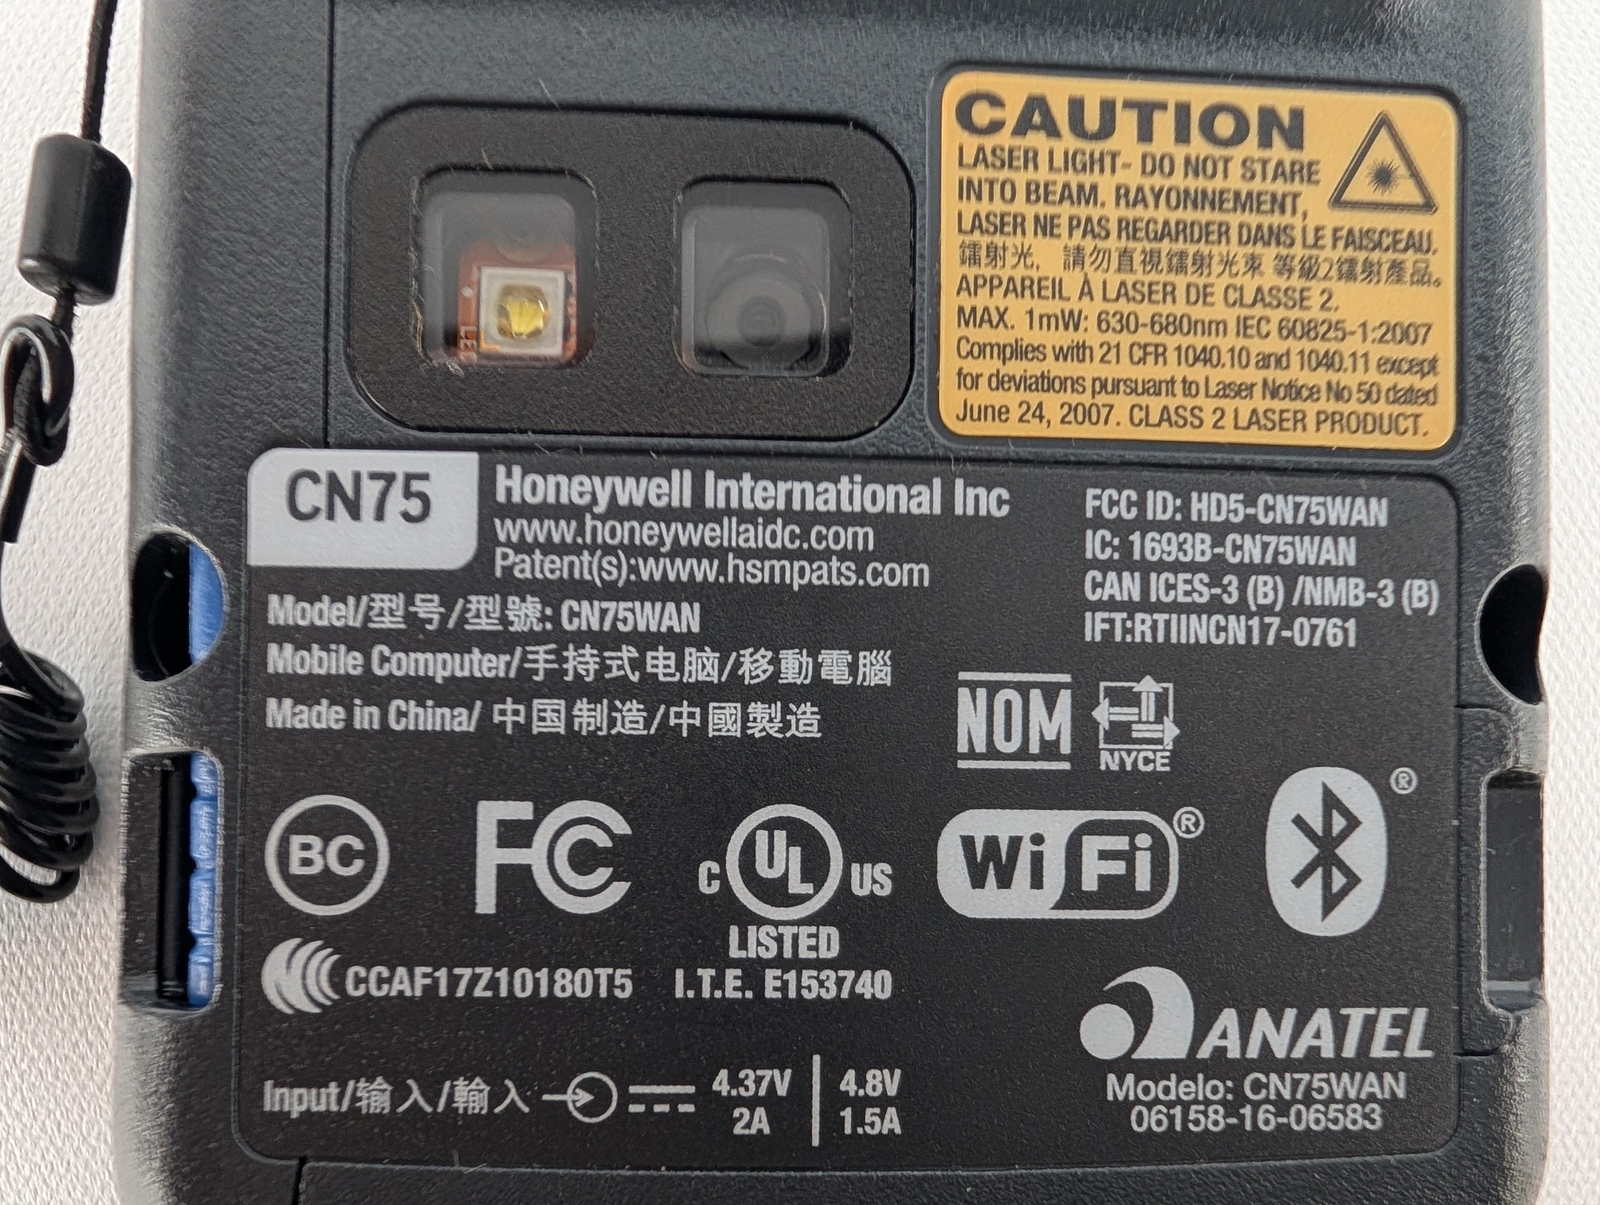 CAUTION
LASER LIGHT- DO NOT STARE
INTO BEAM. RAYONNEMENT,
LASER NE PAS REGARDER DANS LE FAISCEAU.
鐳射光, 請勿直視鐳射光束 等級2鐳射產品。
APPAREIL À LASER DE CLASSE 2.
MAX. 1mW: 630-680nm IEC 60825-1:2007
Complies with 21 CFR 1040.10 and 1040.11 except
for deviations pursuant to Laser Notice No 50 dated
June 24, 2007. CLASS 2 LASER PRODUCT.
LED
CN75
Honeywell International Inc
www.honeywellaidc.com
Patent(s):www.hsmpats.com
Model/型号/型號: CN75WAN
Mobile Computer/手持式电脑/移動電腦
Made in China/ 中国制造/中國製造
FCC ID: HD5-CN75WAN
IC: 1693B-CN75WAN
CAN ICES-3 (B) /NMB-3 (B)
IFT:RTIINCN17-0761
NOM
NYCE
BC
FC
C UL US
LISTED
I.T.E. E153740
Wi Fi ®
®
CCAF17Z10180T5
ANATEL
Modelo: CN75WAN
06158-16-06583
Input/输入/輸入
4.37V
2A
4.8V
1.5A